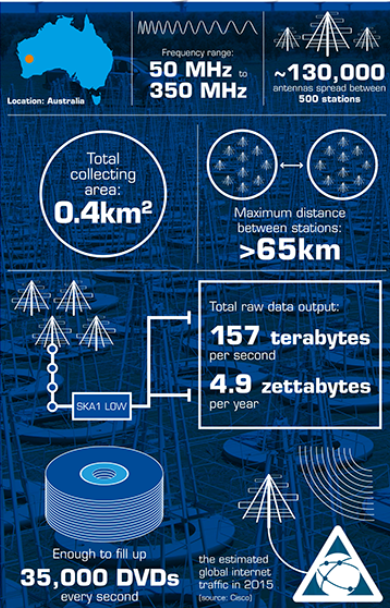 Location: Australia
Frequency range:
50 MHz to
350 MHz
~130,000
antennas spread between
500 stations
Total
collecting
area:
0.4km²
Maximum distance
between stations:
>65km
SKA1 LOW
Total raw data output:
157 terabytes
per second
4.9 zettabytes
per year
Enough to fill up
35,000 DVDs
every second
the estimated
global internet
traffic in 2015
[source: Cisco]